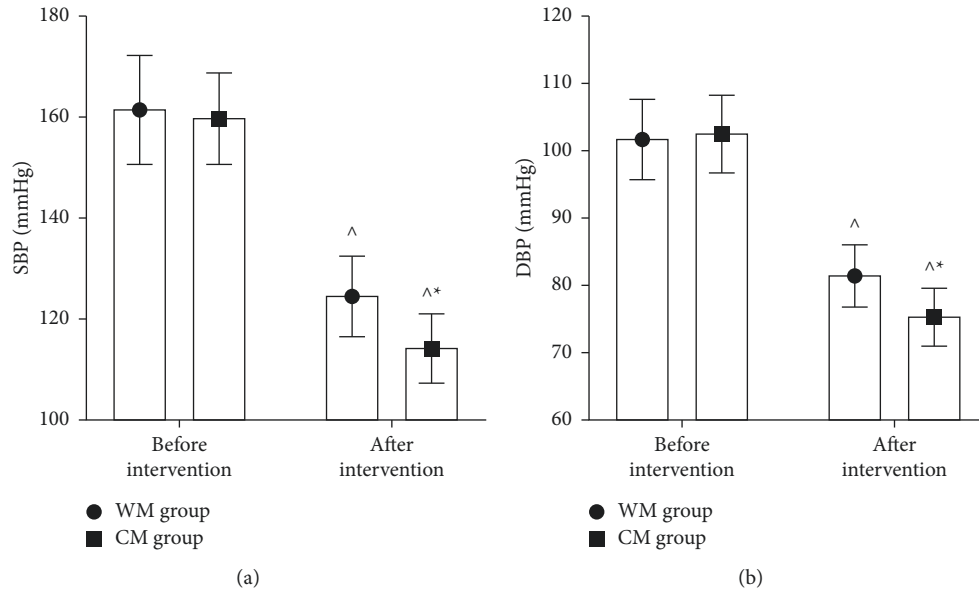 180
160
140
120
100
SBP (mmHg)
^
^*
Before
intervention
After
intervention
WM group
CM group
(a)
120
110
100
90
80
70
60
DBP (mmHg)
^
^*
Before
intervention
After
intervention
WM group
CM group
(b)